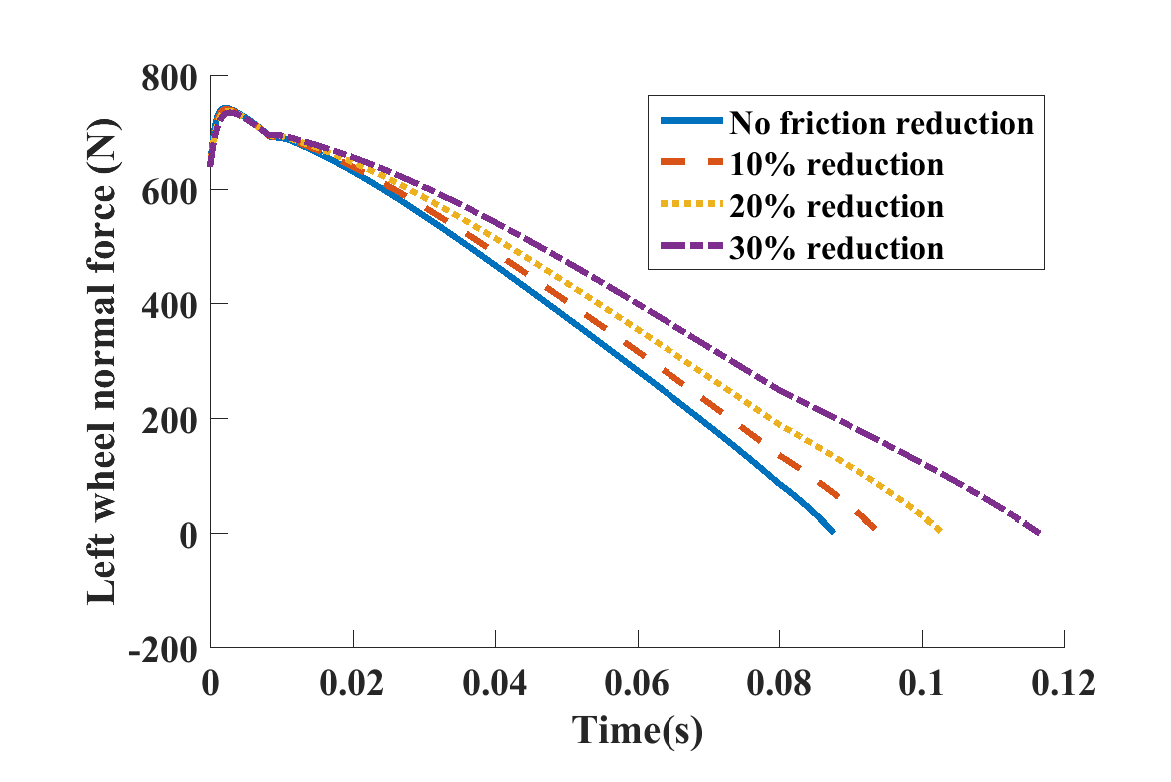 800
600
400
200
0
-200
Left wheel normal force (N)
No friction reduction
10% reduction
20% reduction
30% reduction
0 0.02 0.04 0.06 0.08 0.1 0.12
Time(s)